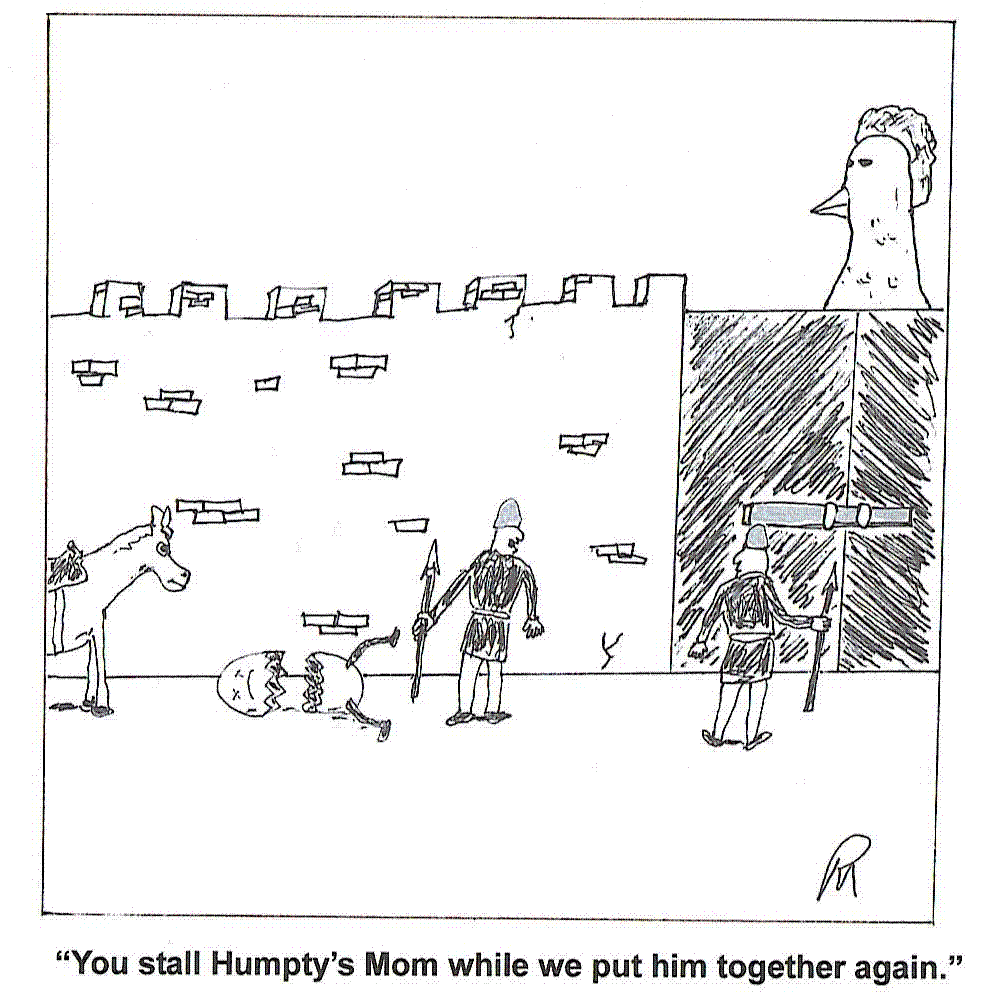 “You stall Humpty’s Mom while we put him together again.”